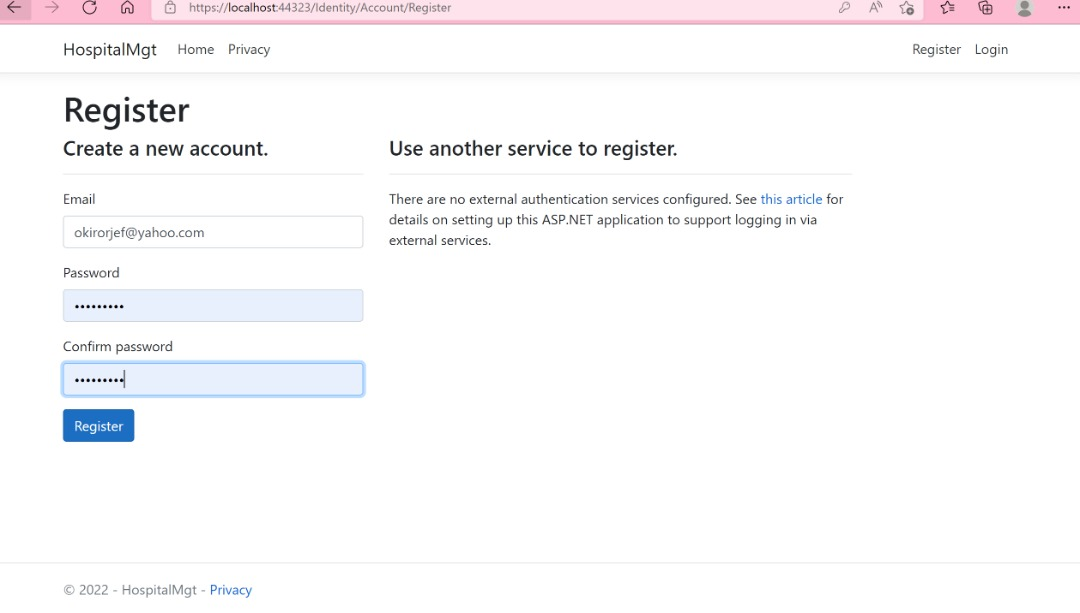 https://localhost:44323/Identity/Account/Register
HospitalMgt Home Privacy Register Login
Register
Create a new account.
Use another service to register.
Email
okirorjef@yahoo.com
Password
•••••••••
Confirm password
•••••••••
Register
There are no external authentication services configured. See this article for
details on setting up this ASP.NET application to support logging in via
external services.
© 2022 - HospitalMgt - Privacy